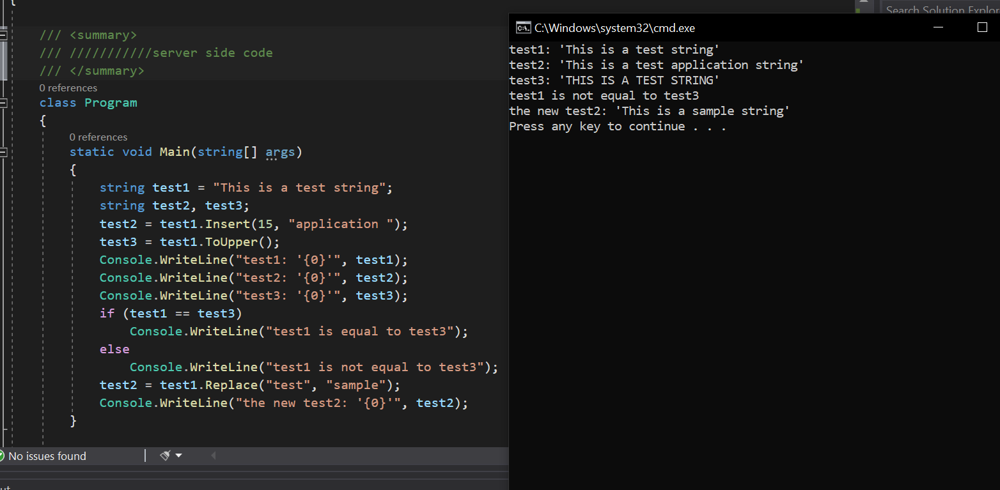 {
/// <summary>
/// ///////////server side code
/// </summary>
0 references
class Program
{
0 references
static void Main(string[] args)
{
string test1 = "This is a test string";
string test2, test3;
test2 = test1.Insert(15, "application ");
test3 = test1.ToUpper();
Console.WriteLine("test1: '{0}'", test1);
Console.WriteLine("test2: '{0}'", test2);
Console.WriteLine("test3: '{0}'", test3);
if (test1 == test3)
Console.WriteLine("test1 is equal to test3");
else
Console.WriteLine("test1 is not equal to test3");
test2 = test1.Replace("test", "sample");
Console.WriteLine("the new test2: '{0}'", test2);
}
No issues found
Search Solution Explor
C:\Windows\system32\cmd.exe
test1: 'This is a test string'
test2: 'This is a test application string'
test3: 'THIS IS A TEST STRING'
test1 is not equal to test3
the new test2: 'This is a sample string'
Press any key to continue . . .